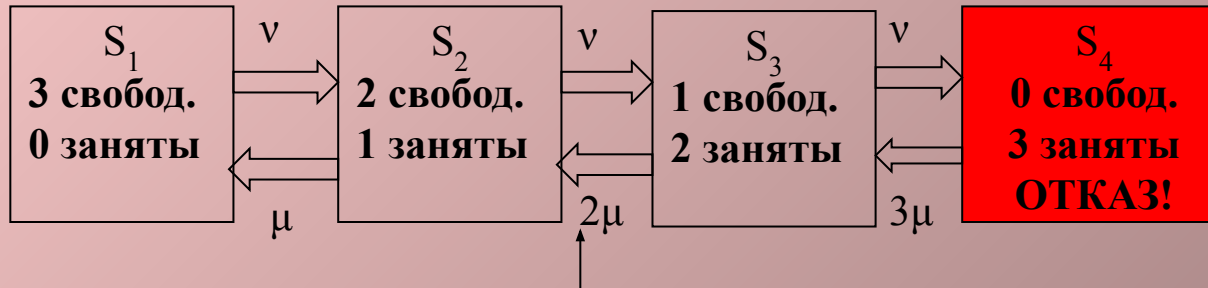 S₁
3 свобод.
0 заняты
ν
μ
S₂
2 свобод.
1 заняты
ν
2μ
S₃
1 свобод.
2 заняты
ν
3μ
S₄
0 свобод.
3 заняты
ОТКАЗ!